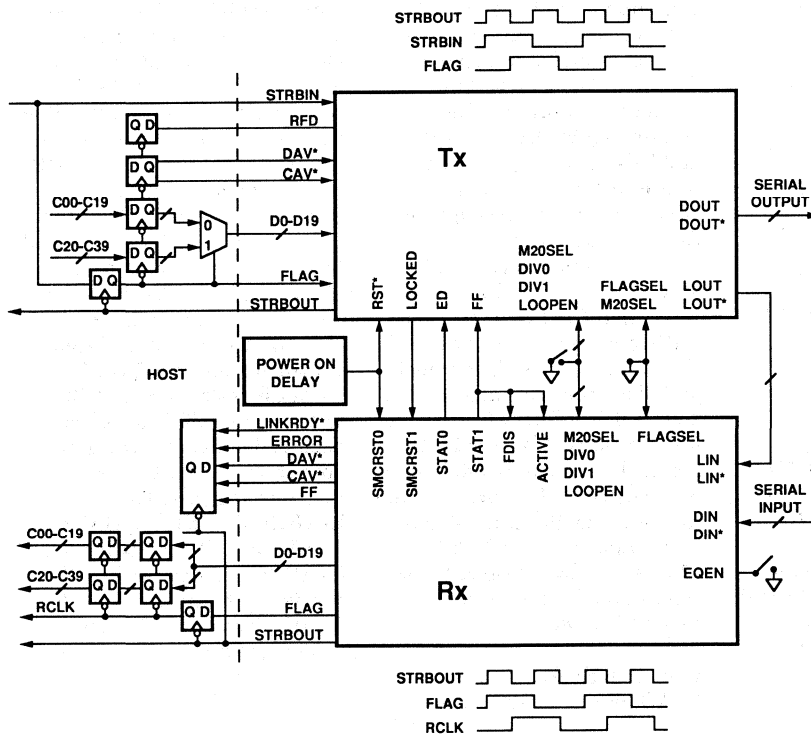 STRBOUT
STRBIN
FLAG
STRBIN
RFD
DAV*
CAV*
C00-C19
C20-C39
D0-D19
FLAG
STRBOUT
Q D
D Q
D Q
D Q
D Q
0
1
Tx
RST*
LOCKED
ED
FF
M20SEL
DIV0
DIV1
LOOPEN
FLAGSEL
M20SEL
DOUT
DOUT*
LOUT
LOUT*
SERIAL
OUTPUT
HOST
POWER ON
DELAY
LINKRDY*
ERROR
DAV*
CAV*
FF
Q D
C00-C19
C20-C39
RCLK
Q D
Q D
Q D
Q D
Q D
D0-D19
FLAG
STRBOUT
SMCRST0
SMCRST1
STAT0
STAT1
FDIS
ACTIVE
M20SEL
DIV0
DIV1
LOOPEN
FLAGSEL
LIN
LIN*
DIN
DIN*
EQEN
SERIAL
INPUT
Rx
STRBOUT
FLAG
RCLK